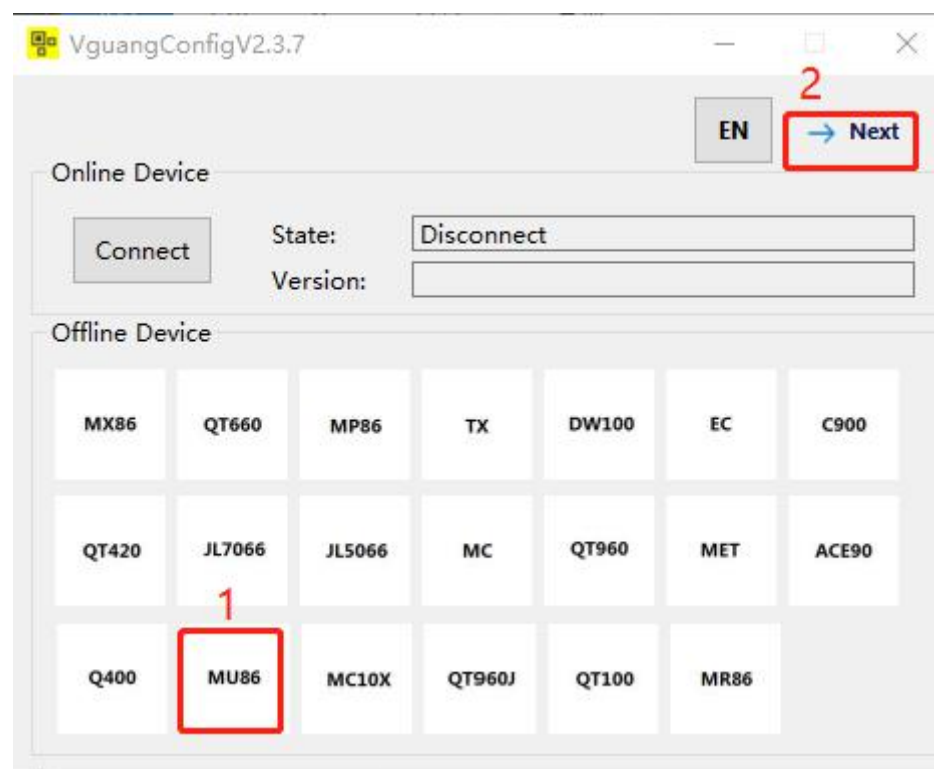 VguangConfigV2.3.7
2
EN
→ Next
Online Device
Connect
State:
Disconnect
Version:
Offline Device
MX86 QT660 MP86 TX DW100 EC C900
QT420 JL7066 JL5066 MC QT960 MET ACE90
1
Q400 MU86 MC10X QT960J QT100 MR86